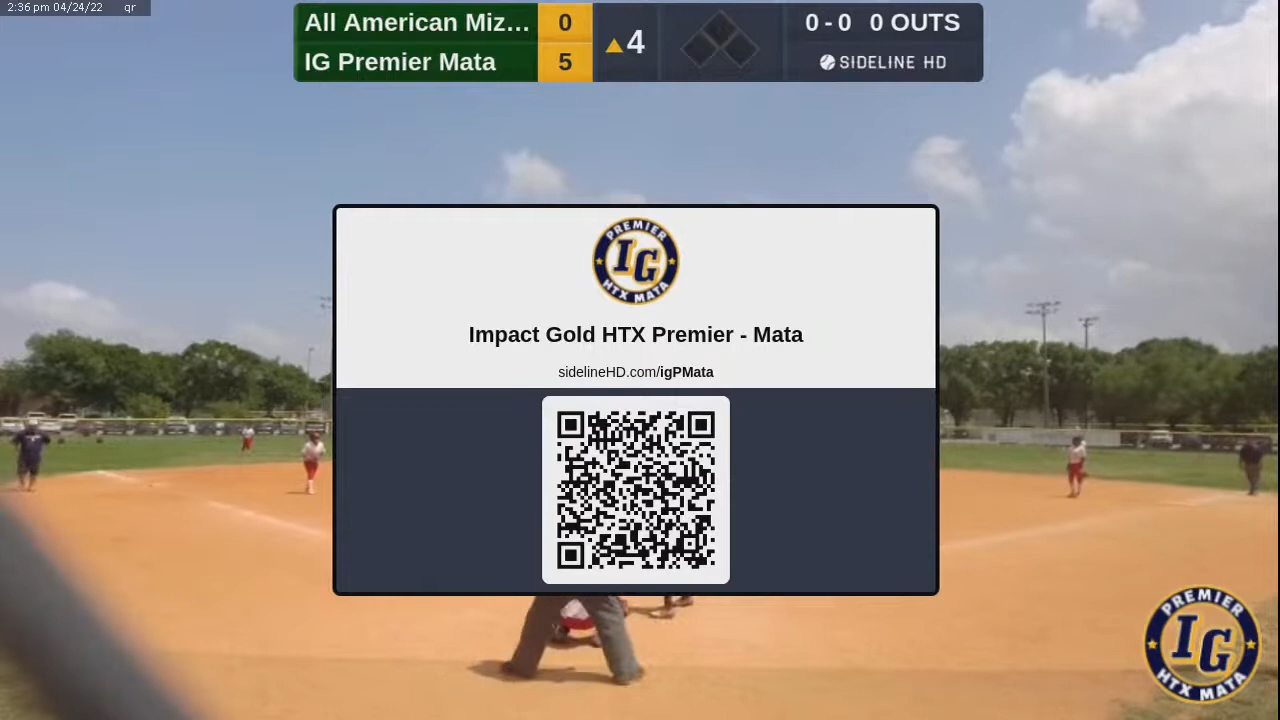 2:36 pm 04/24/22 qr
All American Miz... 0
IG Premier Mata 5
▲4
0 - 0 0 OUTS
SIDELINE HD
PREMIER
IG
HTX MATA
Impact Gold HTX Premier - Mata
sidelineHD.com/igPMata
PREMIER
IG
HTX MATA